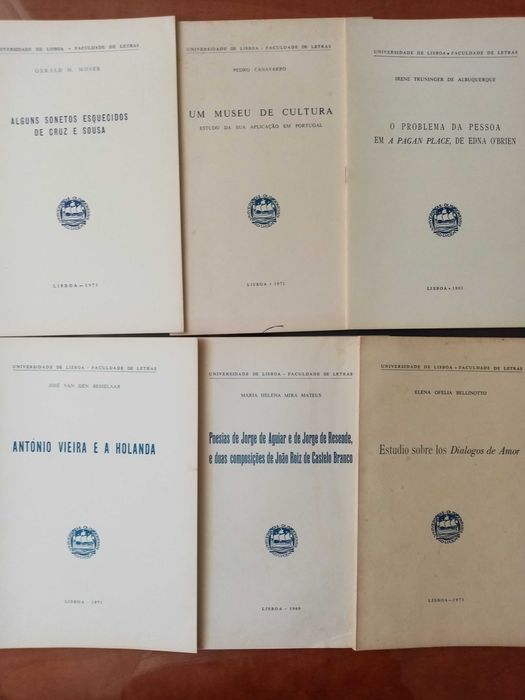 UNIVERSIDADE DE LISBOA - FACULDADE DE LETRAS
GERALD M. MOSER
ALGUNS SONETOS ESQUECIDOS
DE CRUZ E SOUSA
UNIVERSIDADE DE LISBOA - FACULDADE DE LETRAS
PEDRO CANAVARRO
UM MUSEU DE CULTURA
ESTUDO DA SUA APLICAÇÃO EM PORTUGAL
LISBOA • 1971
UNIVERSIDADE DE LISBOA • FACULDADE DE LETRAS
IRENE TRUNINGER DE ALBUQUERQUE
O PROBLEMA DA PESSOA
EM A PAGAN PLACE, DE EDNA O'BRIEN
LISBOA • 1981
UNIVERSIDADE DE LISBOA - FACULDADE DE LETRAS
JOSÉ VAN DEN BESSELAAR
ANTÓNIO VIEIRA E A HOLANDA
LISBOA - 1971
UNIVERSIDADE DE LISBOA - FACULDADE DE LETRAS
MARIA HELENA MIRA MATEUS
Poesias de Jorge de Aguiar e de Jorge de Resende,
e duas composições de João Roiz de Castelo Branco
LISBOA - 1969
UNIVERSIDADE DE LISBOA - FACULDADE DE LETRAS
ELENA OFELIA BELLINOTTO
Estudio sobre los Dialogos de Amor
LISBOA - 1973